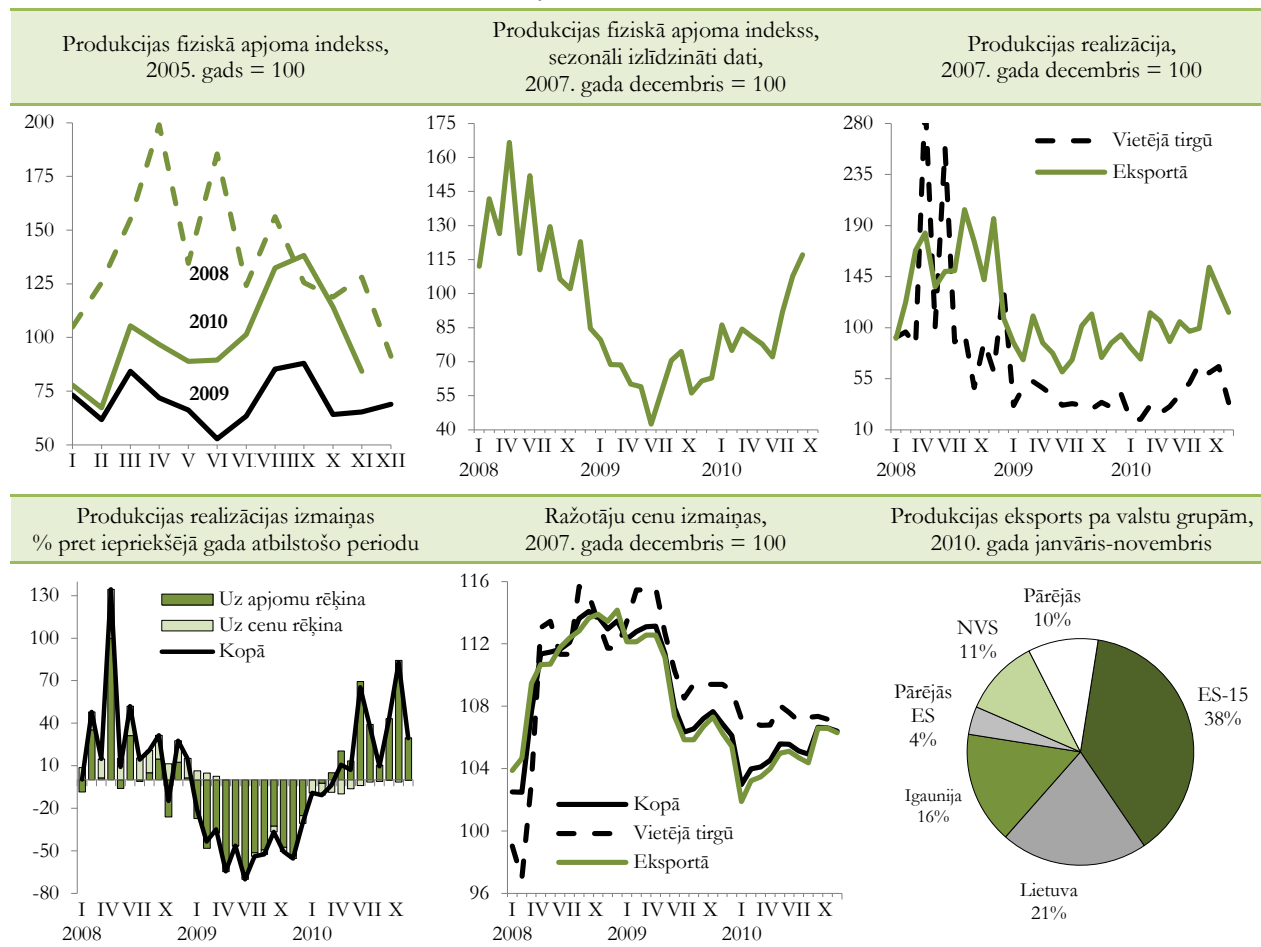 Produkcijas fiziskā apjoma indekss,
2005. gads = 100
Produkcijas fiziskā apjoma indekss,
sezonāli izlīdzināti dati,
2007. gada decembris = 100
Produkcijas realizācija,
2007. gada decembris = 100
200
175
150
125
100
75
50
2008
2010
2009
I II III IV V VI VII VIII IX X XI XII
175
160
145
130
115
100
85
70
55
40
I IV VII X I IV VII X I IV VII X
2008 2009 2010
280
235
190
145
100
55
10
Vietējā tirgū
Eksportā
I IV VII X I IV VII X I IV VII X
2008 2009 2010
Produkcijas realizācijas izmaiņas
% pret iepriekšējā gada atbilstošo periodu
Ražotāju cenu izmaiņas,
2007. gada decembris = 100
Produkcijas eksports pa valstu grupām,
2010. gada janvāris-novembris
130
100
70
40
10
-20
-50
-80
Uz apjomu rēķina
Uz cenu rēķina
Kopā
I IV VII X I IV VII X I IV VII X
2008 2009 2010
116
112
108
104
100
96
Kopā
Vietējā tirgū
Eksportā
I IV VII X I IV VII X I IV VII X
2008 2009 2010
Pārējās
10%
NVS
11%
Pārējās
ES
4%
Igaunija
16%
Lietuva
21%
ES-15
38%